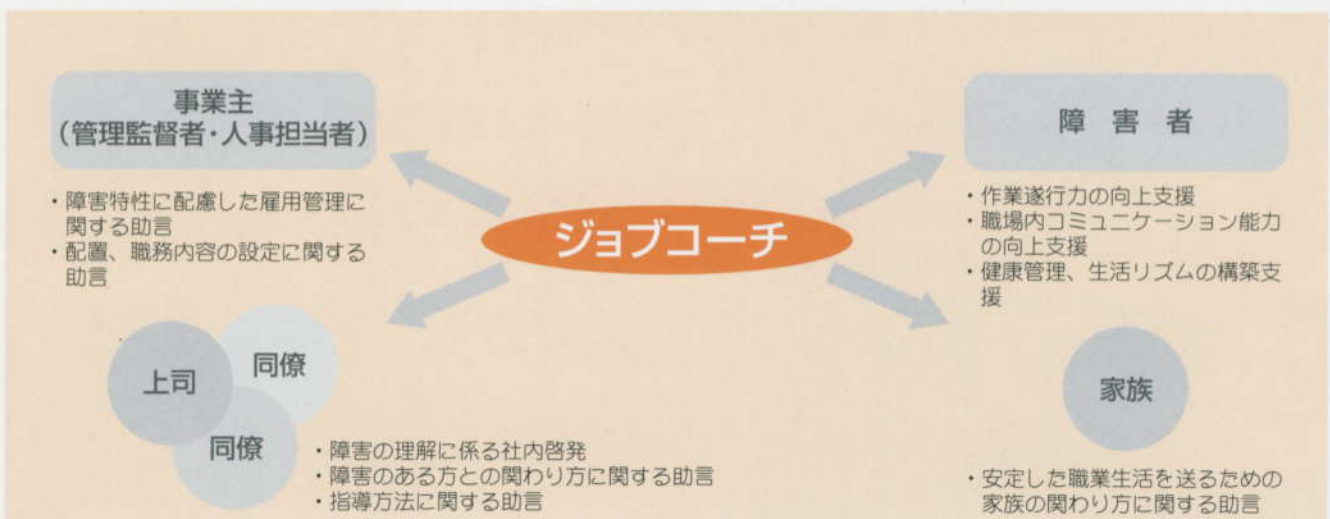 事業主
（管理監督者・人事担当者）
・障害特性に配慮した雇用管理に
関する助言
・配置、職務内容の設定に関する
助言
ジョブコーチ
障害者
・作業遂行力の向上支援
・職場内コミュニケーション能力
の向上支援
・健康管理、生活リズムの構築支
援
上司
同僚
同僚
・障害の理解に係る社内啓発
・障害のある方との関わり方に関する助言
・指導方法に関する助言
家族
・安定した職業生活を送るための
家族の関わり方に関する助言